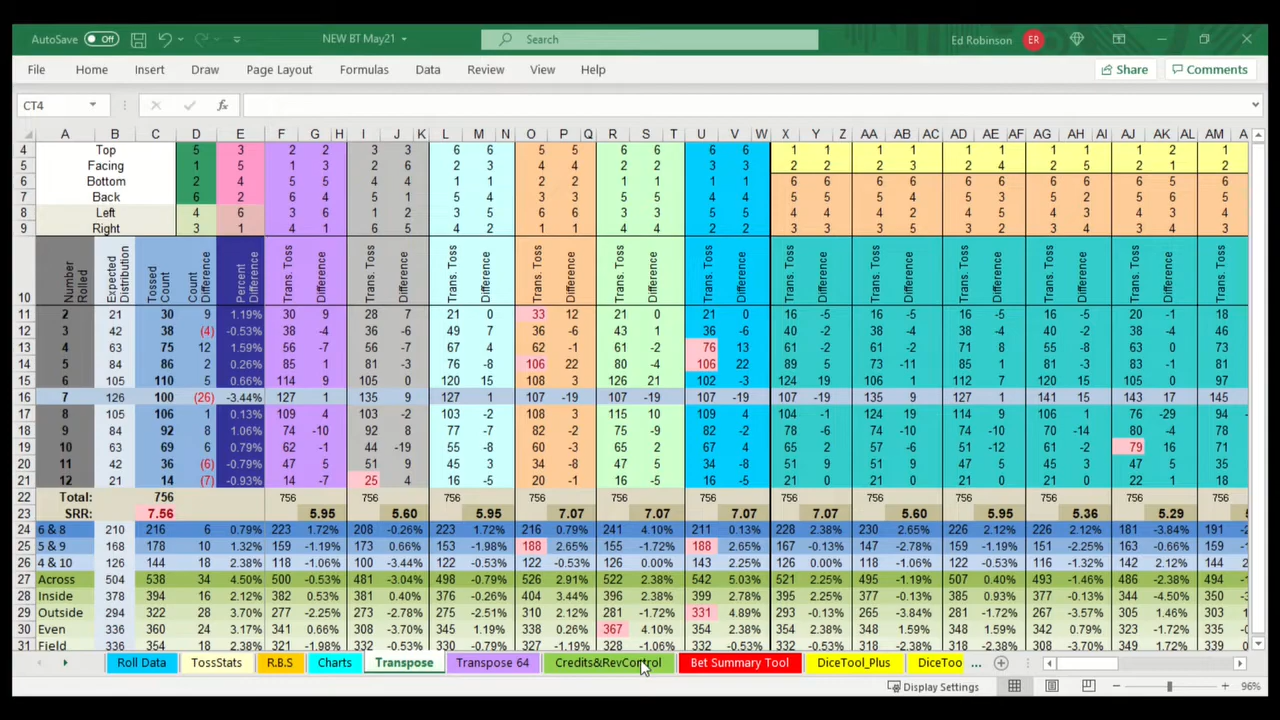 AutoSave Off NEW BT May21 Search Ed Robinson ER
File Home Insert Draw Page Layout Formulas Data Review View Help Share Comments
CT4 fx
A B C D E F G H I J K L M N O P Q R S T U V W X Y Z AA AB AC AD AE AF AG AH AI AJ AK AL AM A
4 Top 5 3 2 2 3 3 6 6 5 5 6 6 6 6 1 1 1 1 1 1 1 1 1 2 1
5 Facing 1 5 1 3 2 6 2 3 4 4 2 2 3 3 2 2 2 3 2 4 2 5 2 1 2
6 Bottom 2 4 5 5 4 4 1 1 2 2 1 1 1 1 6 6 6 6 6 6 6 6 6 5 6
7 Back 6 2 6 4 5 1 5 4 3 3 5 5 4 4 5 5 5 4 5 3 5 2 5 6 5
8 Left 4 6 3 6 1 2 3 5 6 6 3 3 5 5 4 4 4 2 4 5 4 3 4 4 4
9 Right 3 1 4 1 6 5 4 2 1 1 4 4 2 2 3 3 3 5 3 2 3 4 3 3 3
10 Number Rolled Expected Distribution Tossed Count Count Difference Percent Difference Trans. Toss Difference Trans. Toss Difference Trans. Toss Difference Trans. Toss Difference Trans. Toss Difference Trans. Toss Difference Trans. Toss Difference Trans. Toss Difference Trans. Toss Difference Trans. Toss Difference Trans. Toss Difference Trans. Toss
11 2 21 30 9 1.19% 30 9 28 7 21 0 33 12 21 0 21 0 16 -5 16 -5 16 -5 16 -5 20 -1 18
12 3 42 38 (4) -0.53% 38 -4 36 -6 49 7 36 -6 43 1 36 -6 40 -2 38 -4 38 -4 40 -2 38 -4 46
13 4 63 75 12 1.59% 56 -7 56 -7 67 4 62 -1 61 -2 76 13 61 -2 61 -2 71 8 55 -8 63 0 73
14 5 84 86 2 0.26% 85 1 81 -3 76 -8 106 22 80 -4 106 22 89 5 73 -11 85 1 81 -3 83 -1 81
15 6 105 110 5 0.66% 114 9 105 0 120 15 108 3 126 21 102 -3 124 19 106 1 112 7 120 15 105 0 97
16 7 126 100 (26) -3.44% 127 1 135 9 127 1 107 -19 107 -19 107 -19 107 -19 135 9 127 1 141 15 143 17 145
17 8 105 106 1 0.13% 109 4 103 -2 103 -2 108 3 115 10 109 4 104 -1 124 19 114 9 106 1 76 -29 94
18 9 84 92 8 1.06% 74 -10 92 8 77 -7 82 -2 75 -9 82 -2 78 -6 74 -10 74 -10 70 -14 80 -4 78
19 10 63 69 6 0.79% 62 -1 44 -19 55 -8 60 -3 65 2 67 4 65 2 57 -6 51 -12 61 -2 79 16 71
20 11 42 36 (6) -0.79% 47 5 51 9 45 3 34 -8 47 5 34 -8 51 9 51 9 45 3 47 5 47 5 35
21 12 21 14 (7) -0.93% 14 -7 25 4 16 -5 20 -1 16 -5 16 -5 21 0 21 0 23 2 19 -2 22 1 18
22 Total: 756 756 756 756 756 756 756 756 756 756 756 756 756
23 SRR: 7.56 5.95 5.60 5.95 7.07 7.07 7.07 7.07 5.60 5.95 5.36 5.29
24 6 & 8 210 216 6 0.79% 223 1.72% 208 -0.26% 223 1.72% 216 0.79% 241 4.10% 211 0.13% 228 2.38% 230 2.65% 226 2.12% 226 2.12% 181 -3.84% 191
25 5 & 9 168 178 10 1.32% 159 -1.19% 173 0.66% 153 -1.98% 188 2.65% 155 -1.72% 188 2.65% 167 -0.13% 147 -2.78% 159 -1.19% 151 -2.25% 163 -0.66% 159
26 4 & 10 126 144 18 2.38% 118 -1.06% 100 -3.44% 122 -0.53% 122 -0.53% 126 0.00% 143 2.25% 126 0.00% 118 -1.06% 122 -0.53% 116 -1.32% 142 2.12% 144
27 Across 504 538 34 4.50% 500 -0.53% 481 -3.04% 498 -0.79% 526 2.91% 522 2.38% 542 5.03% 521 2.25% 495 -1.19% 507 0.40% 493 -1.46% 486 -2.38% 494
28 Inside 378 394 16 2.12% 382 0.53% 381 0.40% 376 -0.26% 404 3.44% 396 2.38% 399 2.78% 395 2.25% 377 -0.13% 385 0.93% 377 -0.13% 344 -4.50% 350
29 Outside 294 322 28 3.70% 277 -2.25% 273 -2.78% 275 -2.51% 310 2.12% 281 -1.72% 331 4.89% 293 -0.13% 265 -3.84% 281 -1.72% 267 -3.57% 305 1.46% 303
30 Even 336 360 24 3.17% 341 0.66% 308 -3.70% 345 1.19% 338 0.26% 367 4.10% 354 2.38% 354 2.38% 348 1.59% 348 1.59% 342 0.79% 323 -1.72% 335
31 Field 336 354 18 2.38% 321 -1.98% 332 -0.53% 318 -2.38% 327 -1.19% 328 -1.06% 332 -0.53%
Roll Data TossStats R.B.S Charts Transpose Transpose 64 Credits&RevControl Bet Summary Tool DiceTool_Plus DiceToo ...
Display Settings 96%